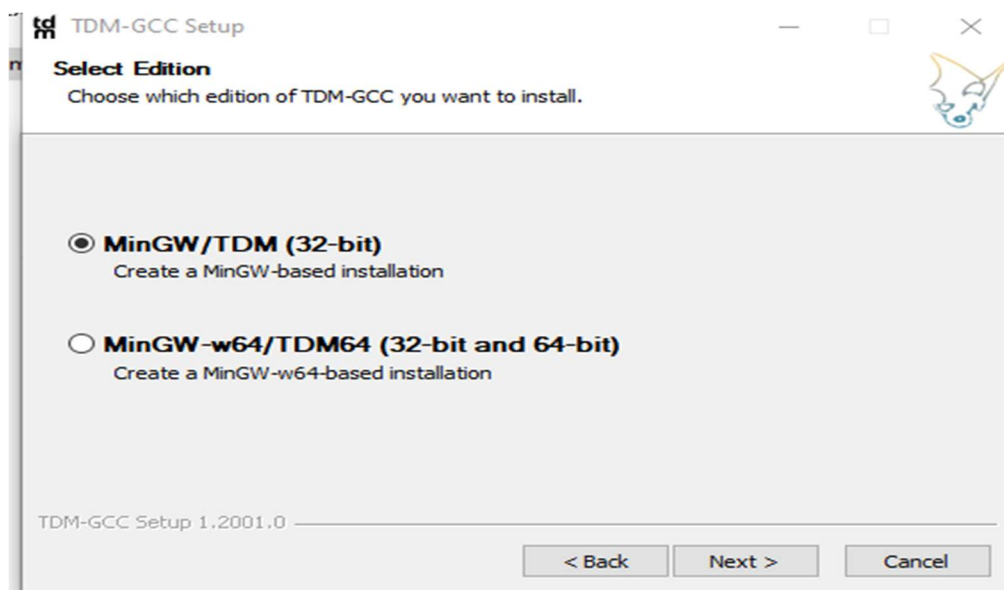 TDM-GCC Setup
Select Edition
Choose which edition of TDM-GCC you want to install.
MinGW/TDM (32-bit)
Create a MinGW-based installation
MinGW-w64/TDM64 (32-bit and 64-bit)
Create a MinGW-w64-based installation
TDM-GCC Setup 1.2001.0
< Back Next > Cancel